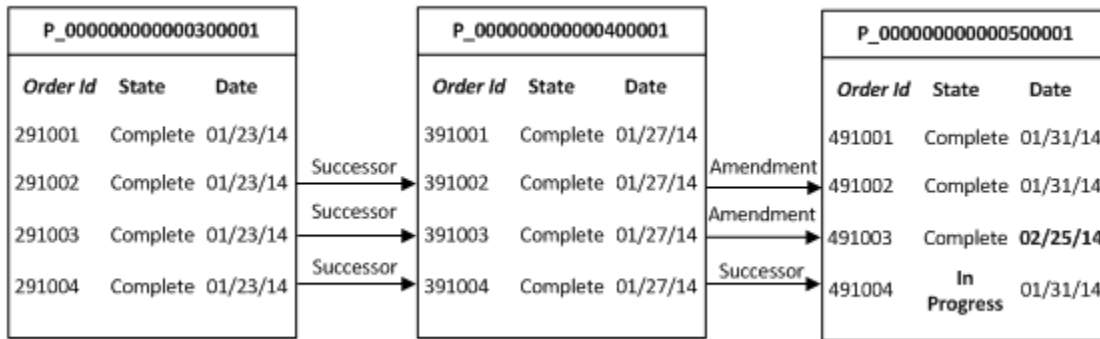 P_000000000000300001
Order Id State Date
291001 Complete 01/23/14
291002 Complete 01/23/14
291003 Complete 01/23/14
291004 Complete 01/23/14
Successor
Successor
Successor
P_000000000000400001
Order Id State Date
391001 Complete 01/27/14
391002 Complete 01/27/14
391003 Complete 01/27/14
391004 Complete 01/27/14
Amendment
Amendment
Successor
P_000000000000500001
Order Id State Date
491001 Complete 01/31/14
491002 Complete 01/31/14
491003 Complete 02/25/14
491004 In Progress 01/31/14